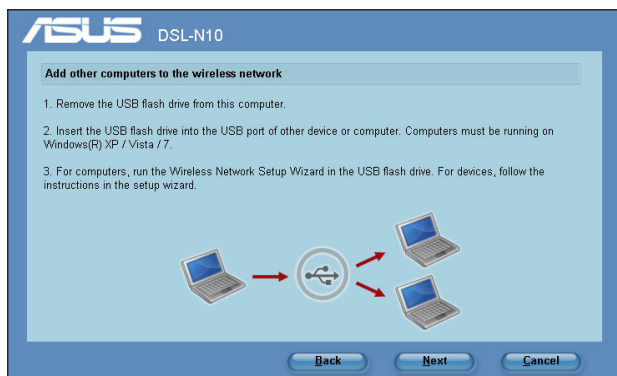 ASUS DSL-N10
Add other computers to the wireless network
1. Remove the USB flash drive from this computer.
2. Insert the USB flash drive into the USB port of other device or computer. Computers must be running on
Windows(R) XP / Vista / 7.
3. For computers, run the Wireless Network Setup Wizard in the USB flash drive. For devices, follow the
instructions in the setup wizard.
Back Next Cancel